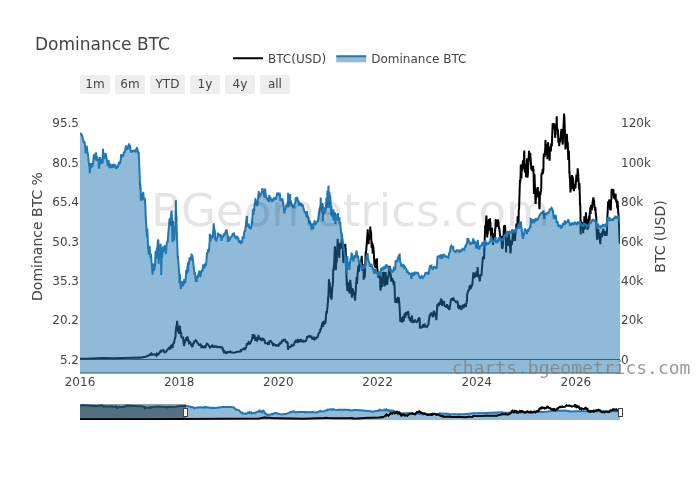 Dominance BTC
BTC(USD) Dominance BTC
1m 6m YTD 1y 4y all
95.5 120k
80.5 100k
65.4 80k
BGeometrics.com
50.3 60k
35.3 40k
20.2 20k
5.2 0
Dominance BTC %
BTC (USD)
charts.bgeometrics.com
2016 2018 2020 2022 2024 2026